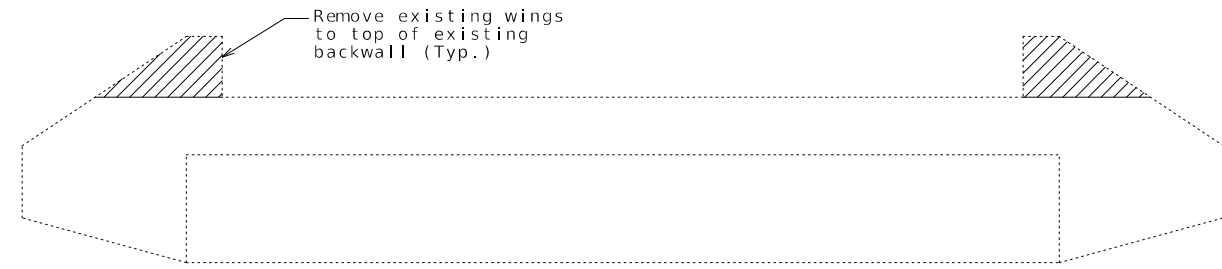 Remove existing wings
to top of existing
backwall (Typ.)